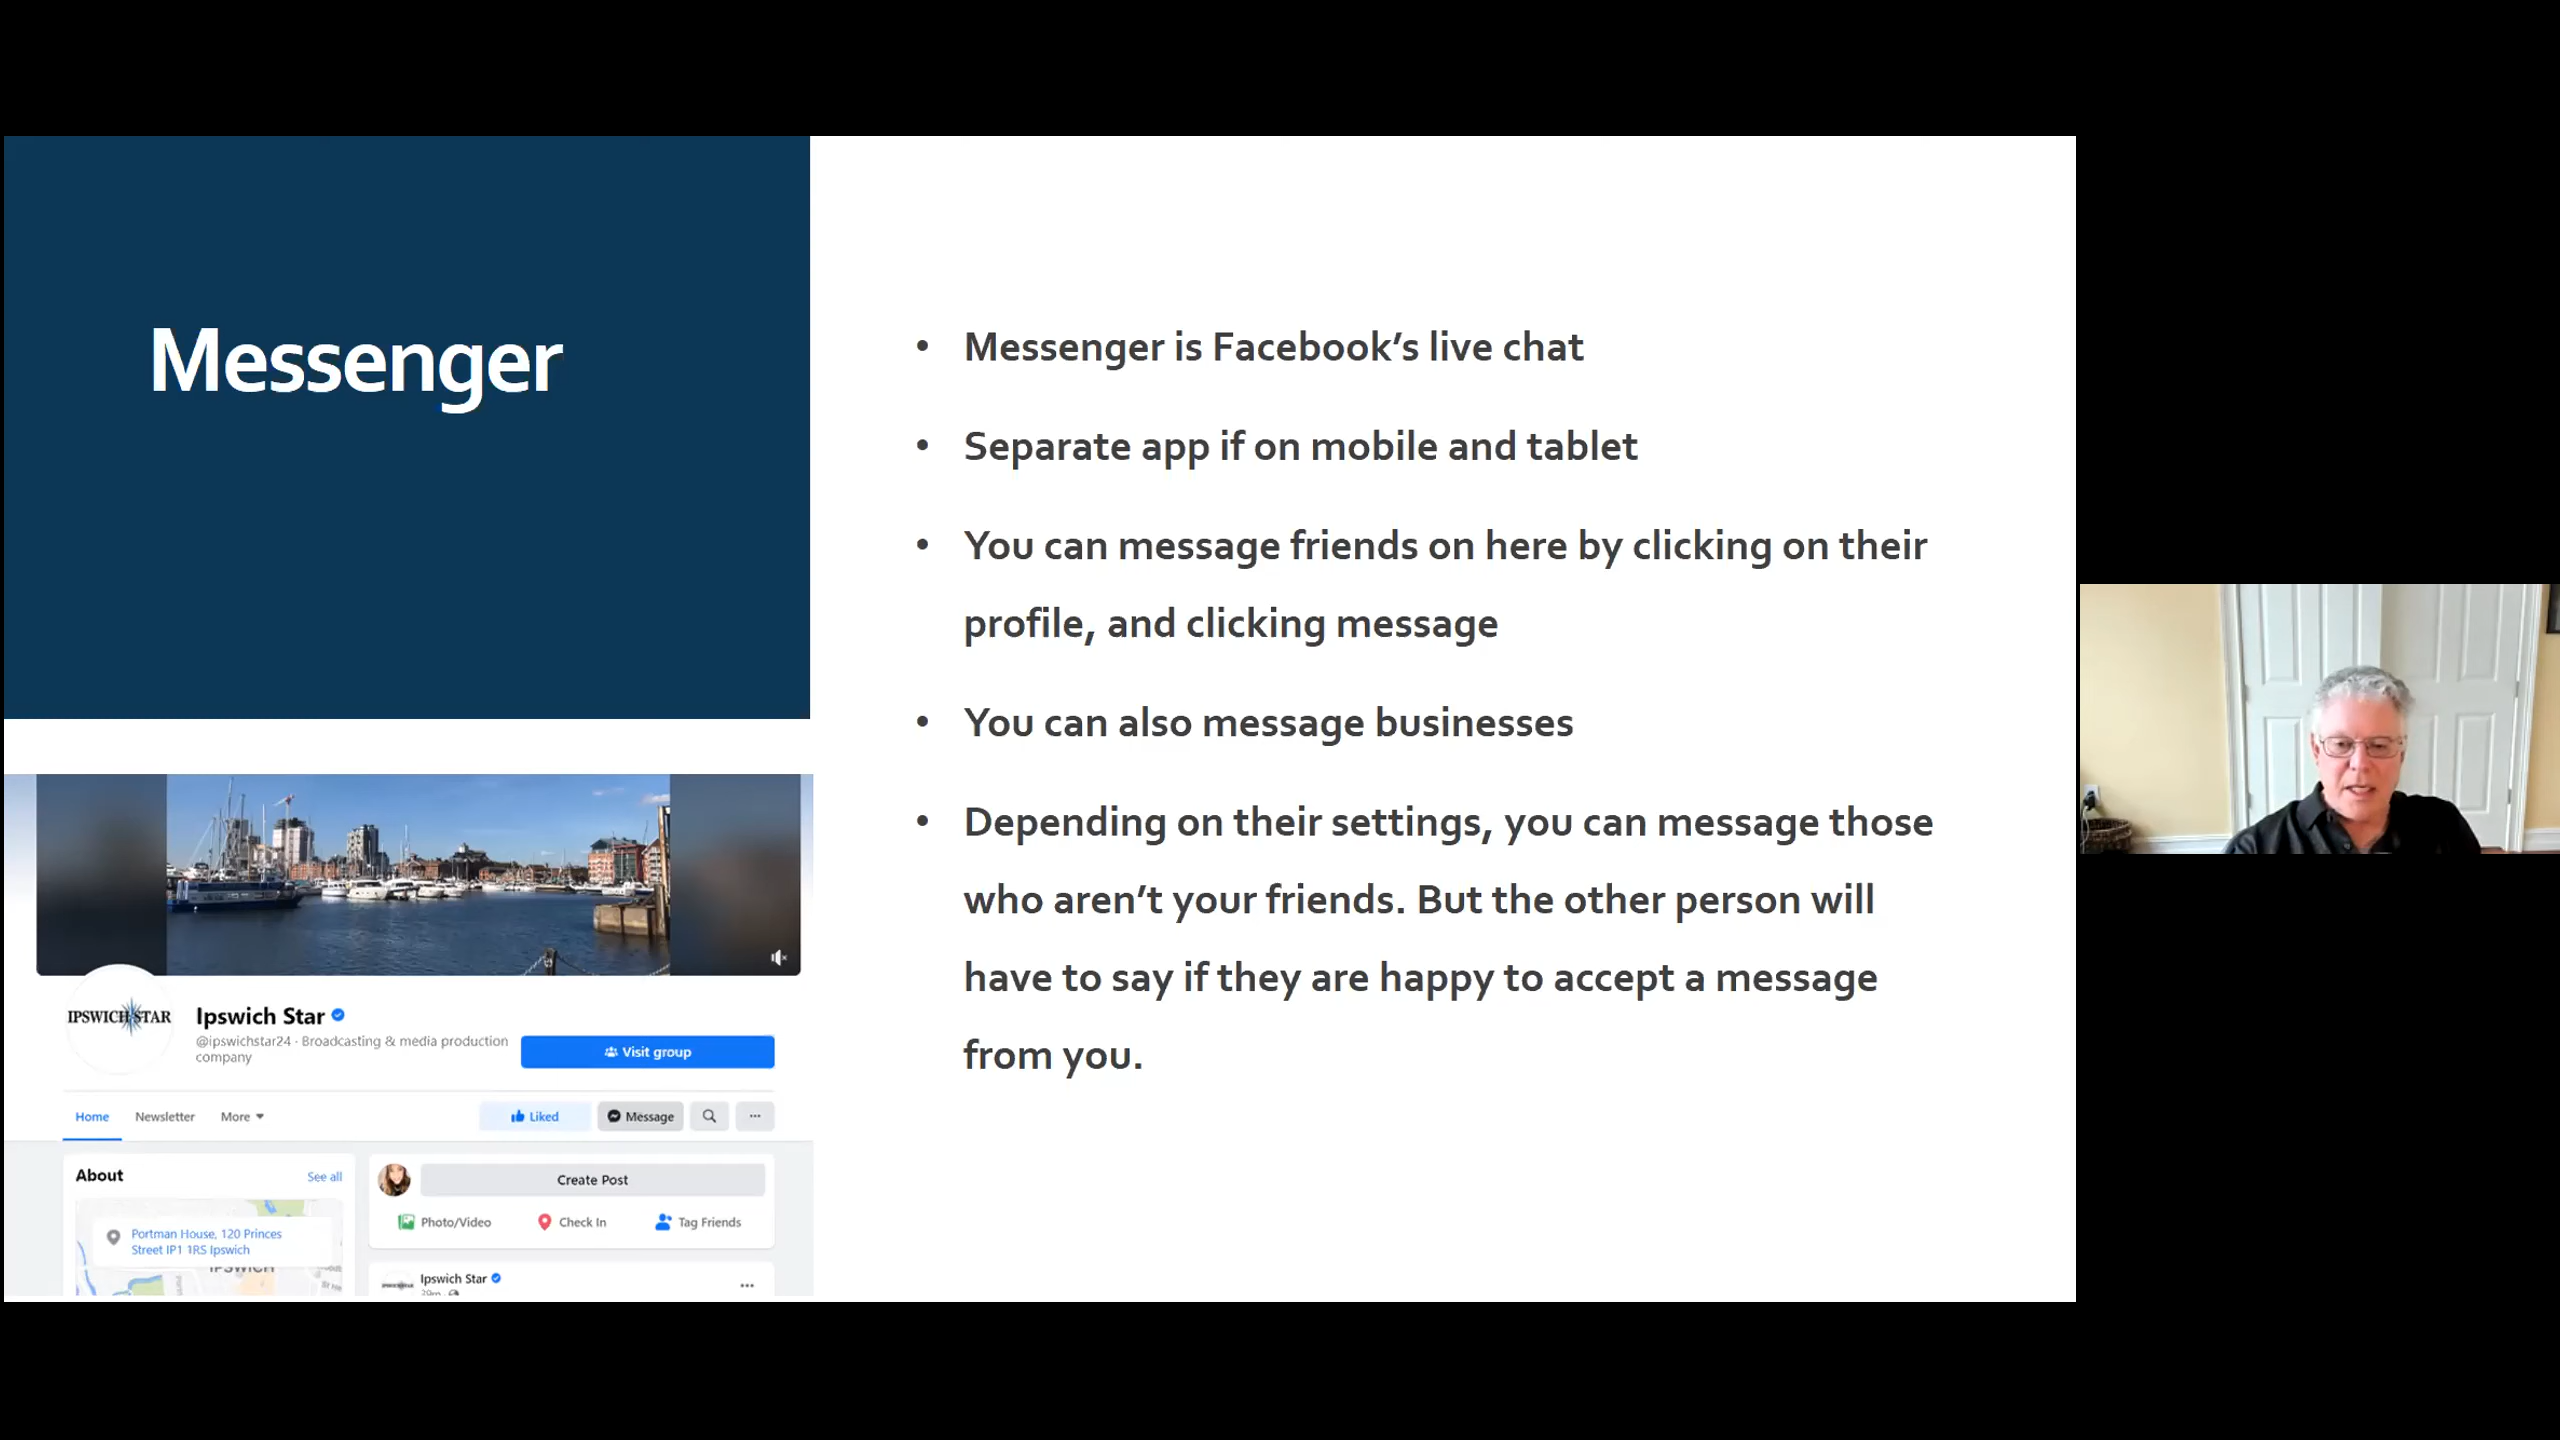 Messenger
• Messenger is Facebook’s live chat
• Separate app if on mobile and tablet
• You can message friends on here by clicking on their
profile, and clicking message
• You can also message businesses
• Depending on their settings, you can message those
who aren’t your friends. But the other person will
have to say if they are happy to accept a message
from you.
IPSWICH STAR
Ipswich Star
@ipswichstar24 · Broadcasting & media production
company
Visit group
Home Newsletter More
Liked Message
About See all
Portman House, 120 Princes
Street IP1 1RS Ipswich
IPSWICH
Create Post
Photo/Video Check In Tag Friends
Ipswich Star